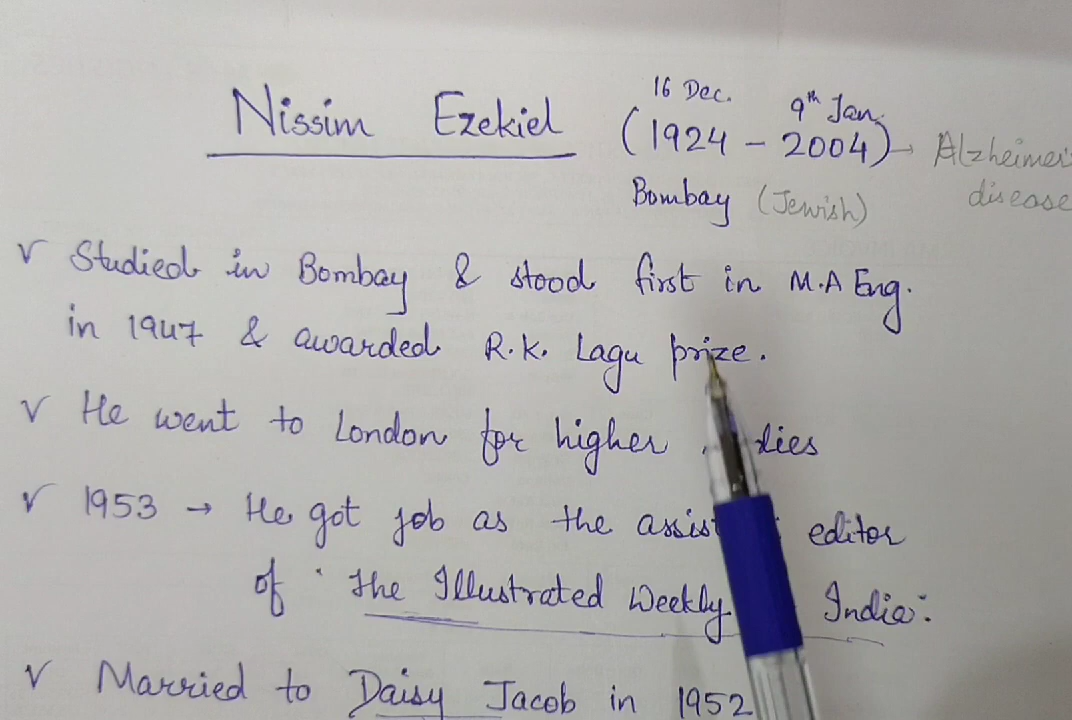 16 Dec. 9th Jan.
Nissim Ezekiel (1924 - 2004) → Alzheimer's
Bombay (Jewish) disease
v Studied in Bombay & stood first in M.A Eng.
in 1947 & awarded R.K. Lagu prize.
v He went to London for higher
v 1953 → He got job as the editor
of "The Illustrated Weekly India"
v Married to Daisy Jacob in 1952